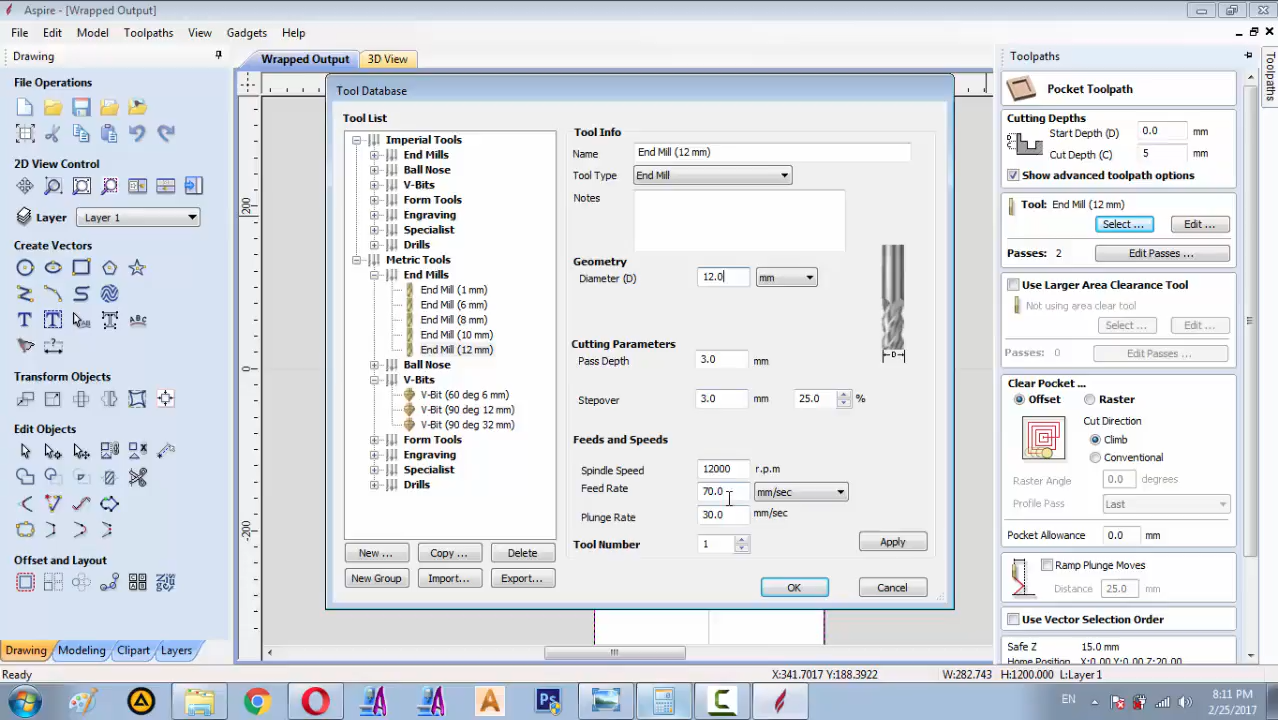 Aspire - [Wrapped Output]
File Edit Model Toolpaths View Gadgets Help
Drawing
File Operations
2D View Control
Layer Layer 1
Create Vectors
Transform Objects
Edit Objects
Offset and Layout
Drawing Modeling Clipart Layers
Ready
Wrapped Output 3D View
200
0
-200
Tool Database
Tool List
Imperial Tools
End Mills
Ball Nose
V-Bits
Form Tools
Engraving
Specialist
Drills
Metric Tools
End Mills
End Mill (1 mm)
End Mill (6 mm)
End Mill (8 mm)
End Mill (10 mm)
End Mill (12 mm)
Ball Nose
V-Bits
V-Bit (60 deg 6 mm)
V-Bit (90 deg 12 mm)
V-Bit (90 deg 32 mm)
Form Tools
Engraving
Specialist
Drills
New ... Copy ... Delete
New Group Import... Export...
Tool Info
Name End Mill (12 mm)
Tool Type End Mill
Notes
Geometry
Diameter (D) 12.0 mm
D
Cutting Parameters
Pass Depth 3.0 mm
Stepover 3.0 mm 25.0 %
Feeds and Speeds
Spindle Speed 12000 r.p.m
Feed Rate 70.0 mm/sec
Plunge Rate 30.0 mm/sec
Tool Number 1
Apply
OK Cancel
Toolpaths
Toolpaths
Pocket Toolpath
Cutting Depths
Start Depth (D) 0.0 mm
Cut Depth (C) 5 mm
Show advanced toolpath options
Tool: End Mill (12 mm)
Select ... Edit ...
Passes: 2 Edit Passes ...
Use Larger Area Clearance Tool
Not using area clear tool
Select ... Edit ...
Passes: 0 Edit Passes ...
Clear Pocket ...
Offset Raster
Cut Direction
Climb
Conventional
Raster Angle 0.0 degrees
Profile Pass Last
Pocket Allowance 0.0 mm
Ramp Plunge Moves
Distance 25.0 mm
Use Vector Selection Order
Safe Z 15.0 mm
Home Position X:0.00 Y:0.00 Z:20.00
X:341.7017 Y:188.3922 W:282.743 H:1200.000 L:Layer 1
EN
8:11 PM
2/25/2017